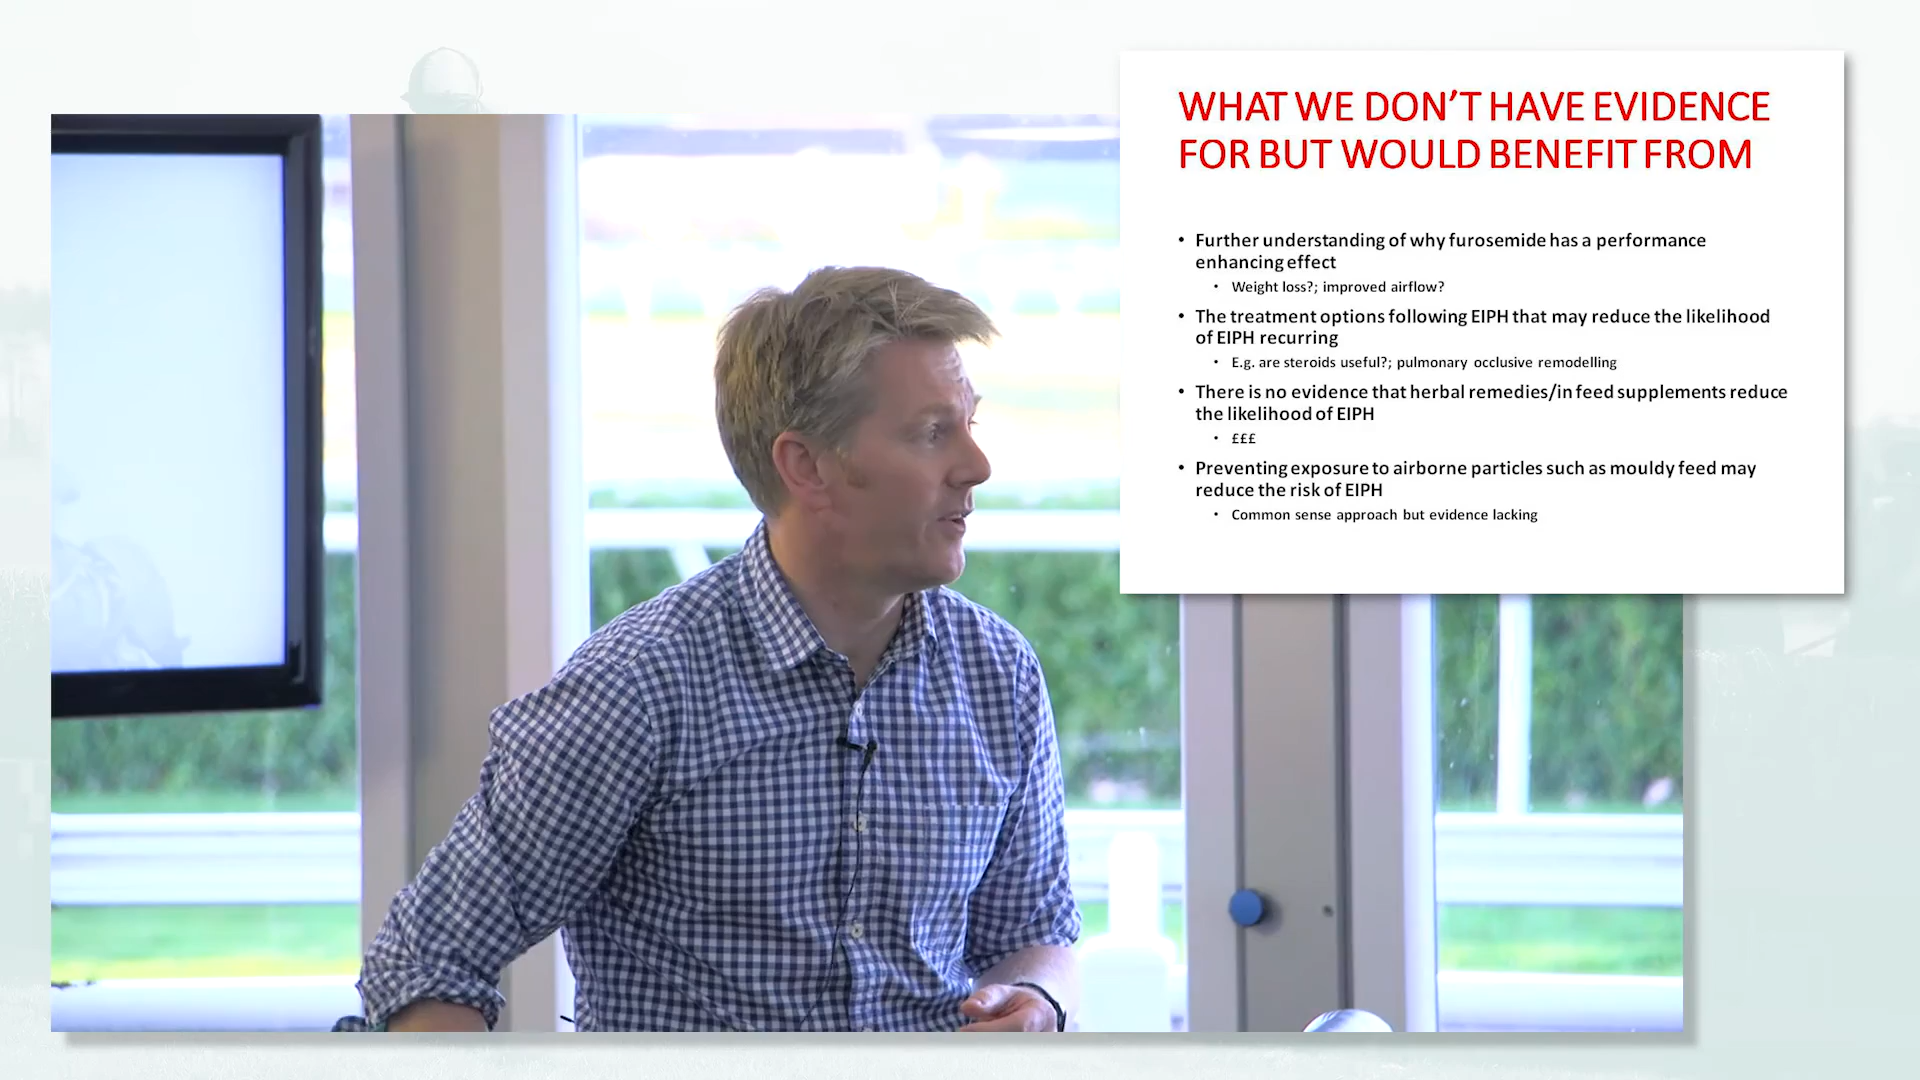 WHAT WE DON'T HAVE EVIDENCE
FOR BUT WOULD BENEFIT FROM
• Further understanding of why furosemide has a performance
enhancing effect
• Weight loss?; improved airflow?
• The treatment options following EIPH that may reduce the likelihood
of EIPH recurring
• E.g. are steroids useful?; pulmonary occlusive remodelling
• There is no evidence that herbal remedies/in feed supplements reduce
the likelihood of EIPH
• £££
• Preventing exposure to airborne particles such as mouldy feed may
reduce the risk of EIPH
• Common sense approach but evidence lacking